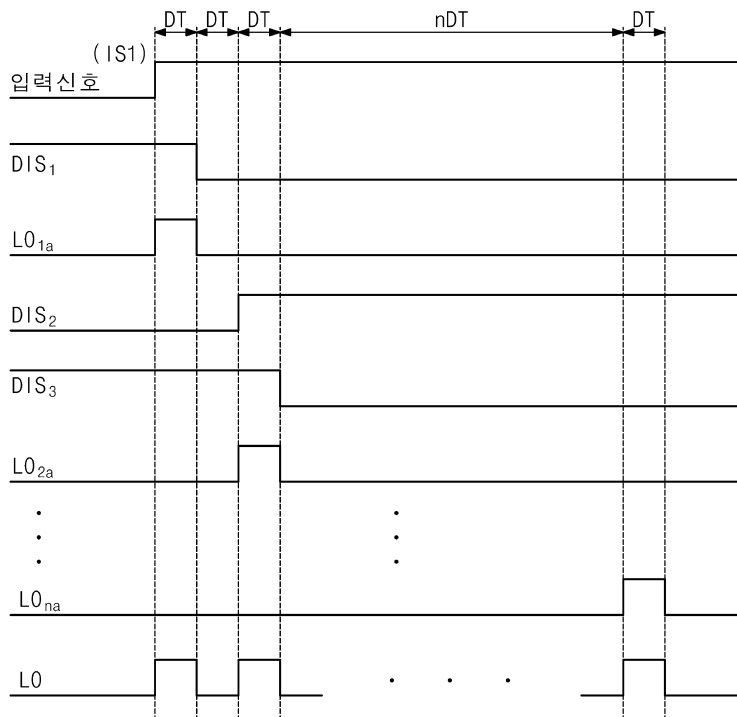 DT DT DT nDT DT
(IS1)
입력신호
DIS₁
LO₁ₐ
DIS₂
DIS₃
LO₂ₐ
LOₙₐ
LO